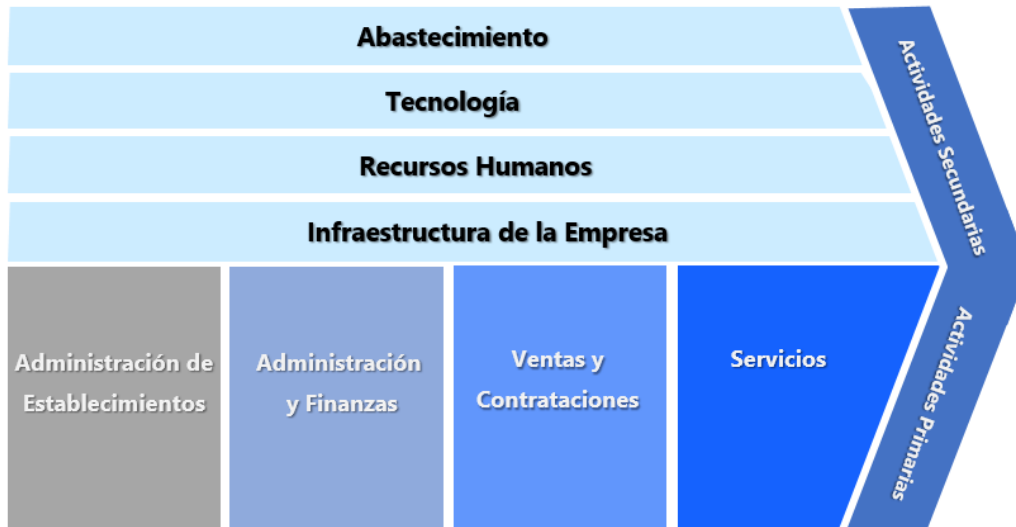 Abastecimiento
Tecnología
Recursos Humanos
Infraestructura de la Empresa
Actividades Secundarias
Administración de
Establecimientos
Administración
y Finanzas
Ventas y
Contrataciones
Servicios
Actividades Primarias